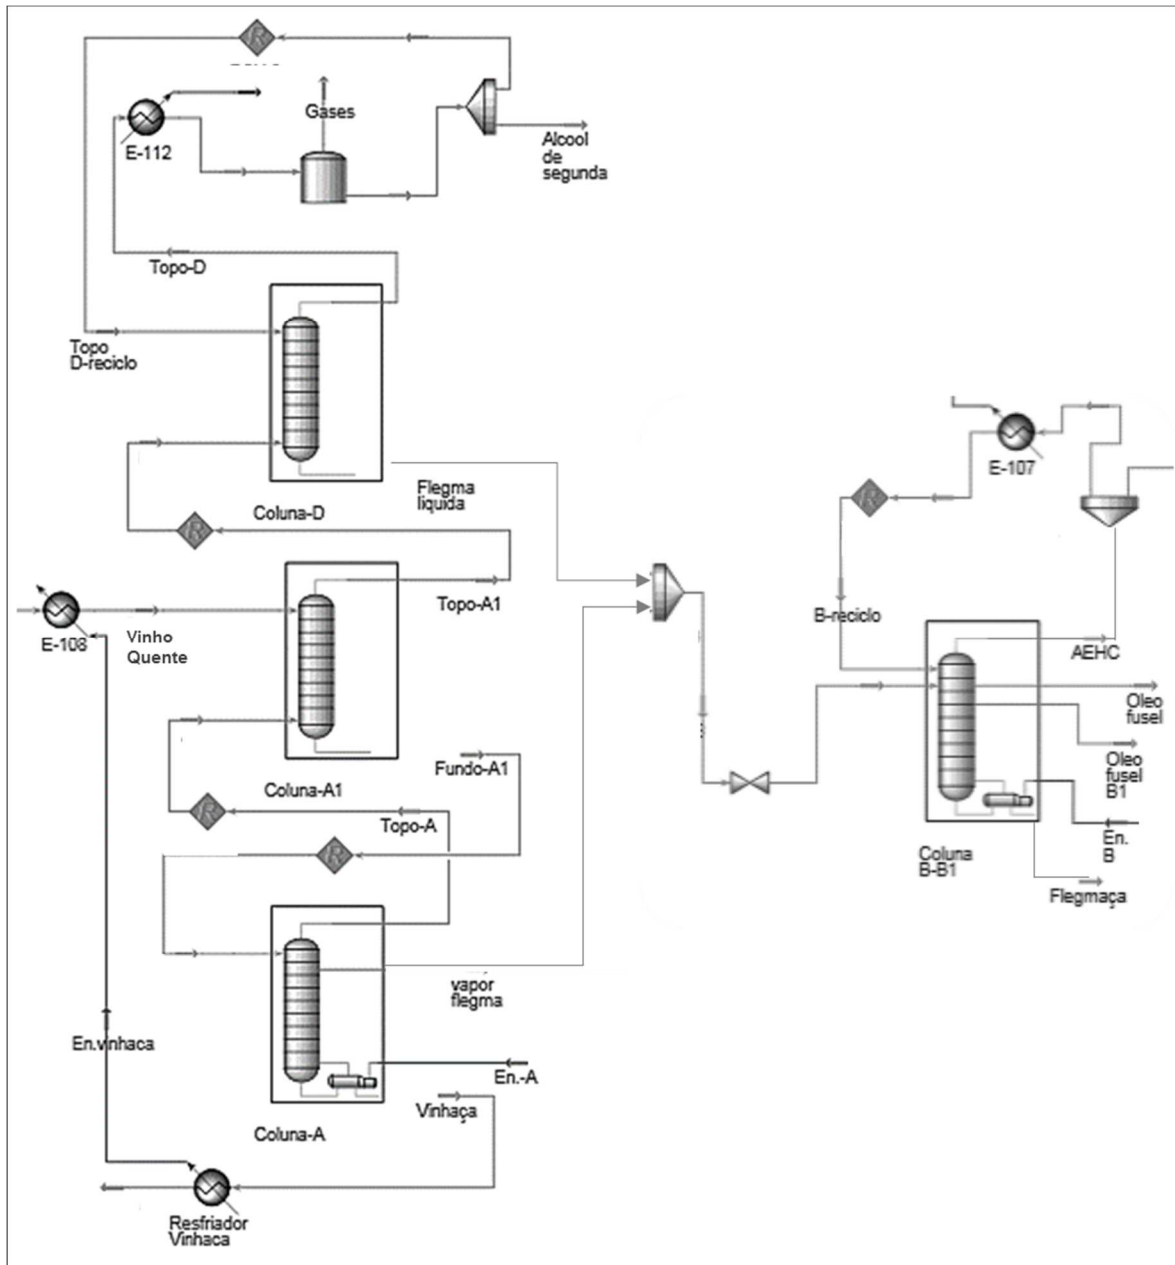 R
Gases
Alcool
de
segunda
E-112
Topo-D
Topo
D-reciclo
Flegma
liquida
Coluna-D
R
E-107
R
Topo-A1
B-reciclo
AEHC
E-108
Vinho
Quente
Oleo
fusel
Fundo-A1
Oleo
fusel
B1
Coluna-A1
R
Topo-A
En.
B
R
Coluna
B-B1
Flegmaça
vapor
flegma
En.vinhaca
En.-A
Vinhaça
Coluna-A
Resfriador
Vinhaca